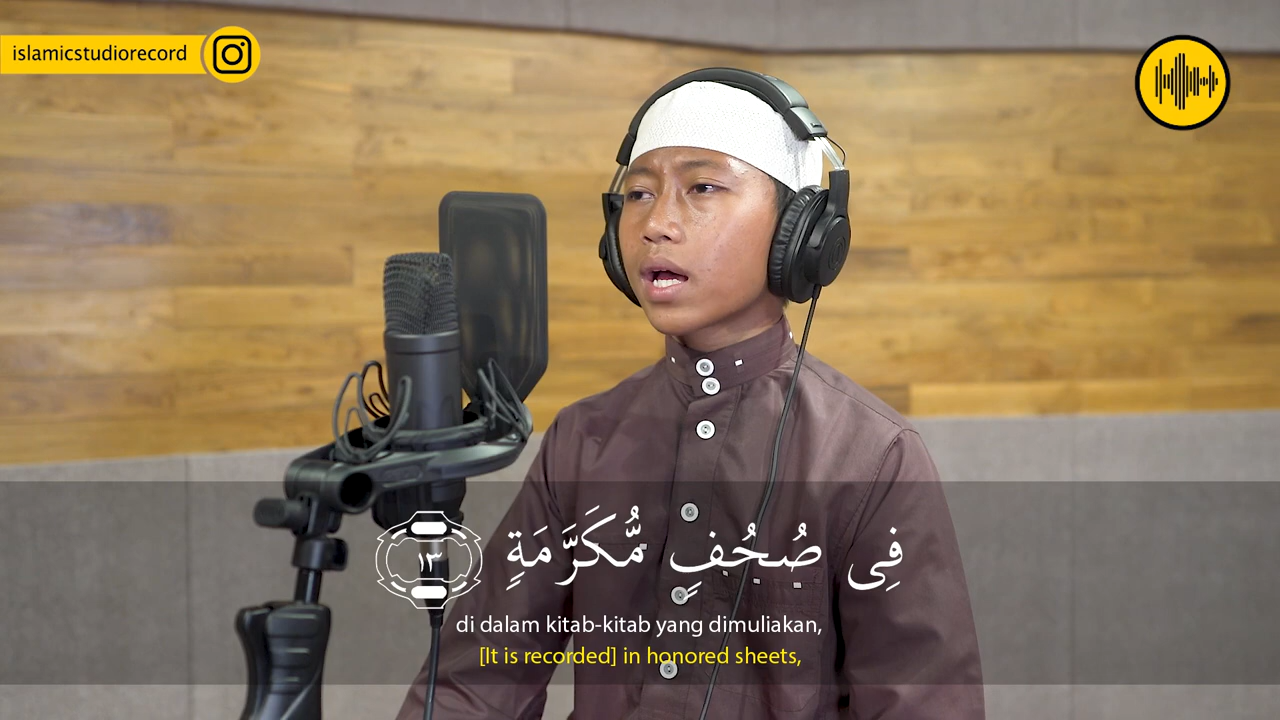 islamicstudiorecord
فِى صُحُفٍ مُّكَرَّمَةٍ ١٣
di dalam kitab-kitab yang dimuliakan,
[It is recorded] in honored sheets,